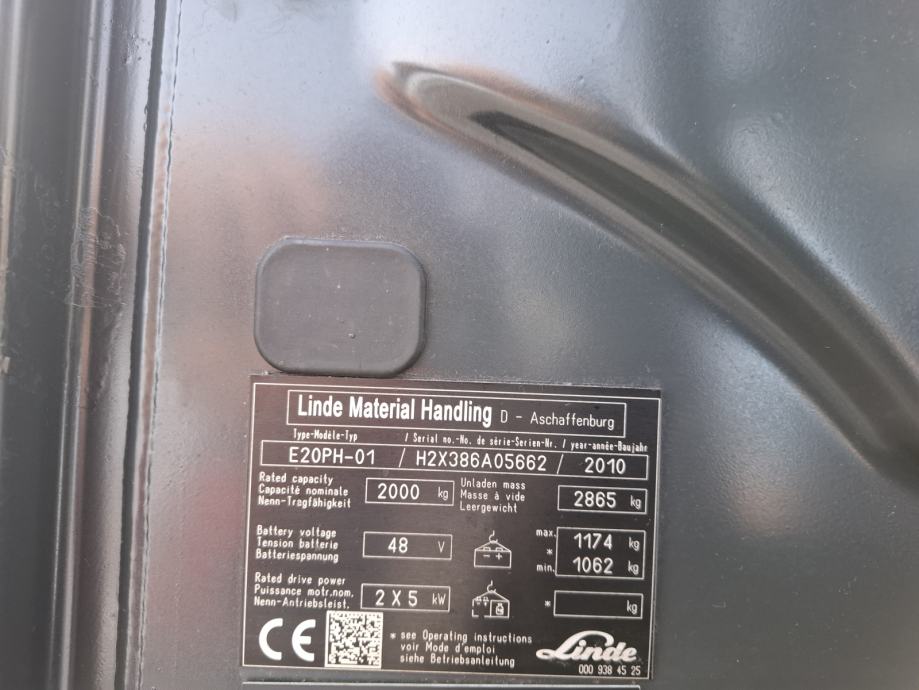 Linde Material Handling D - Aschaffenburg
Type-Modèle-Typ / Serial no.-No. de série-Serien-Nr. / year-année-Baujahr
E20PH-01 / H2X386A05662 / 2010
Rated capacity
Capacité nominale
Nenn-Tragfähigkeit
2000 kg
Unladen mass
Masse à vide
Leergewicht
2865 kg
Battery voltage
Tension batterie
Batteriespannung
48 V
- +
max. 1174 kg
*
min. 1062 kg
Rated drive power
Puissance motr.nom.
Nenn-Antriebsleist.
2 X 5 kW
* kg
CE
* see Operating instructions
voir Mode d'emploi
siehe Betriebsanleitung
Linde
000 938 45 25